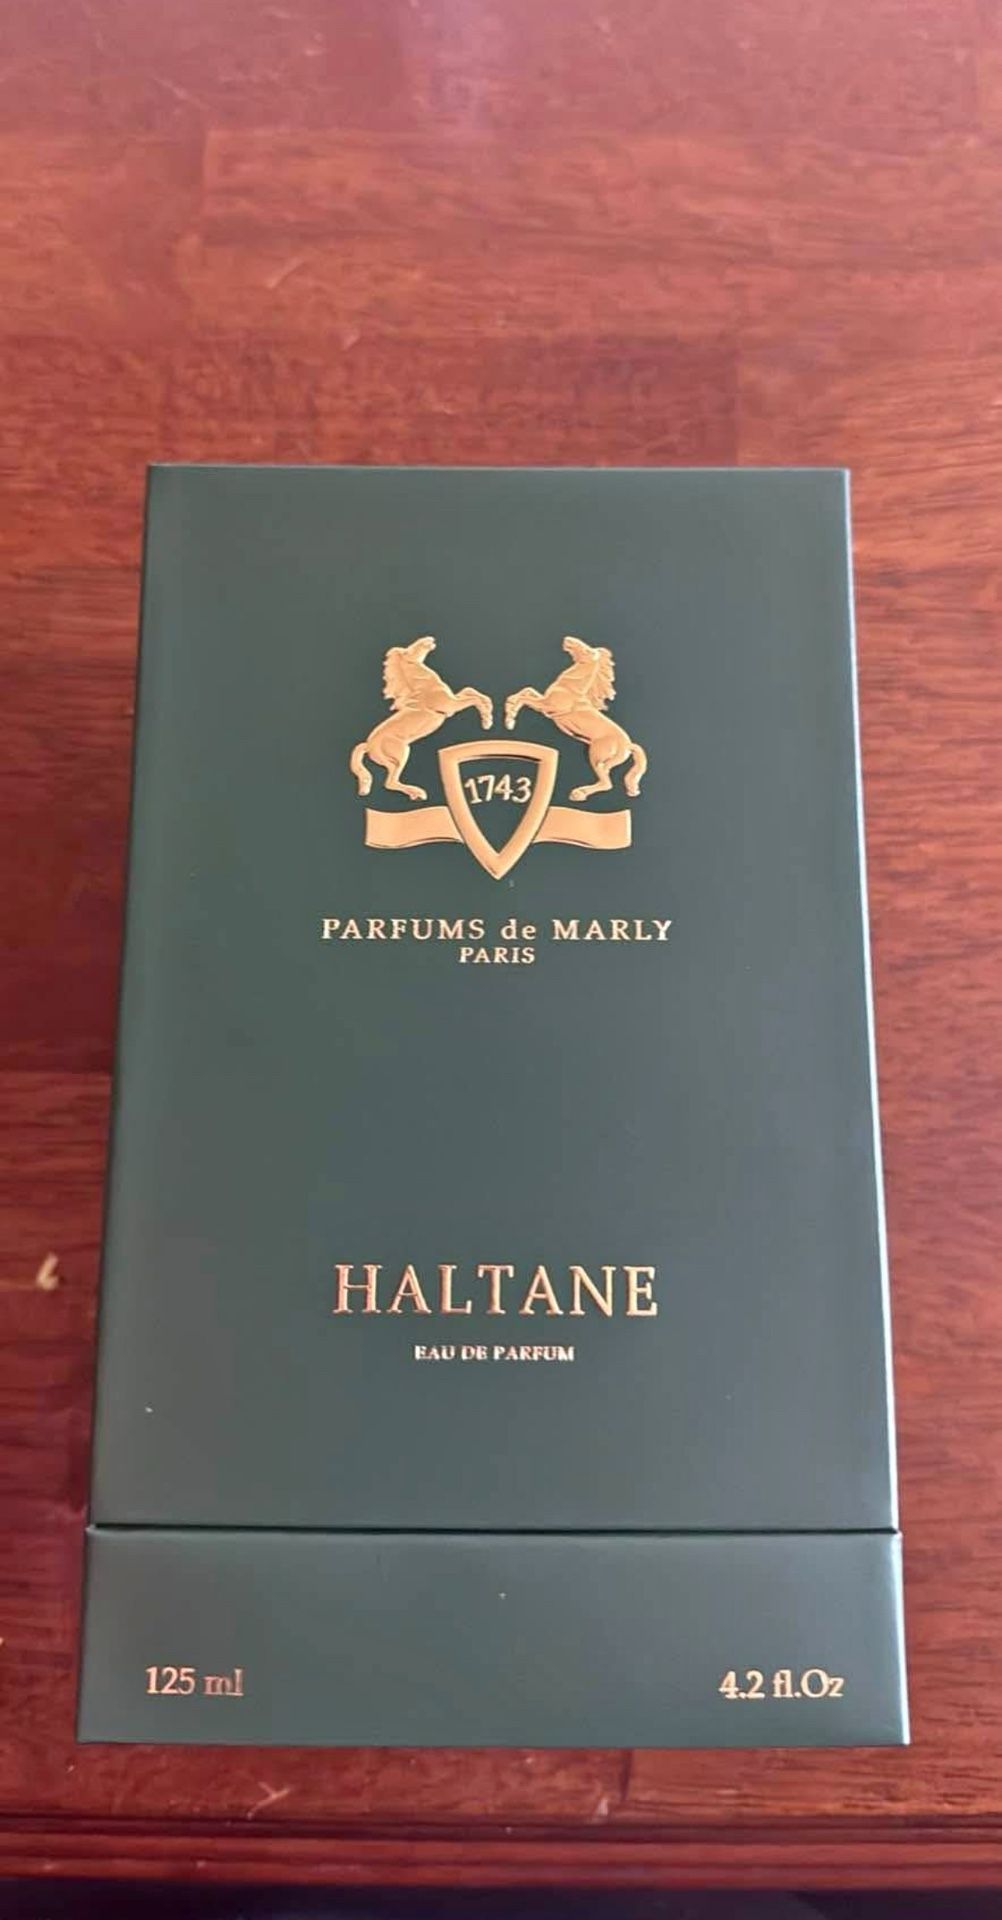 1743
PARFUMS de MARLY
PARIS
HALTANE
EAU DE PARFUM
125 ml
4.2 fl.Oz